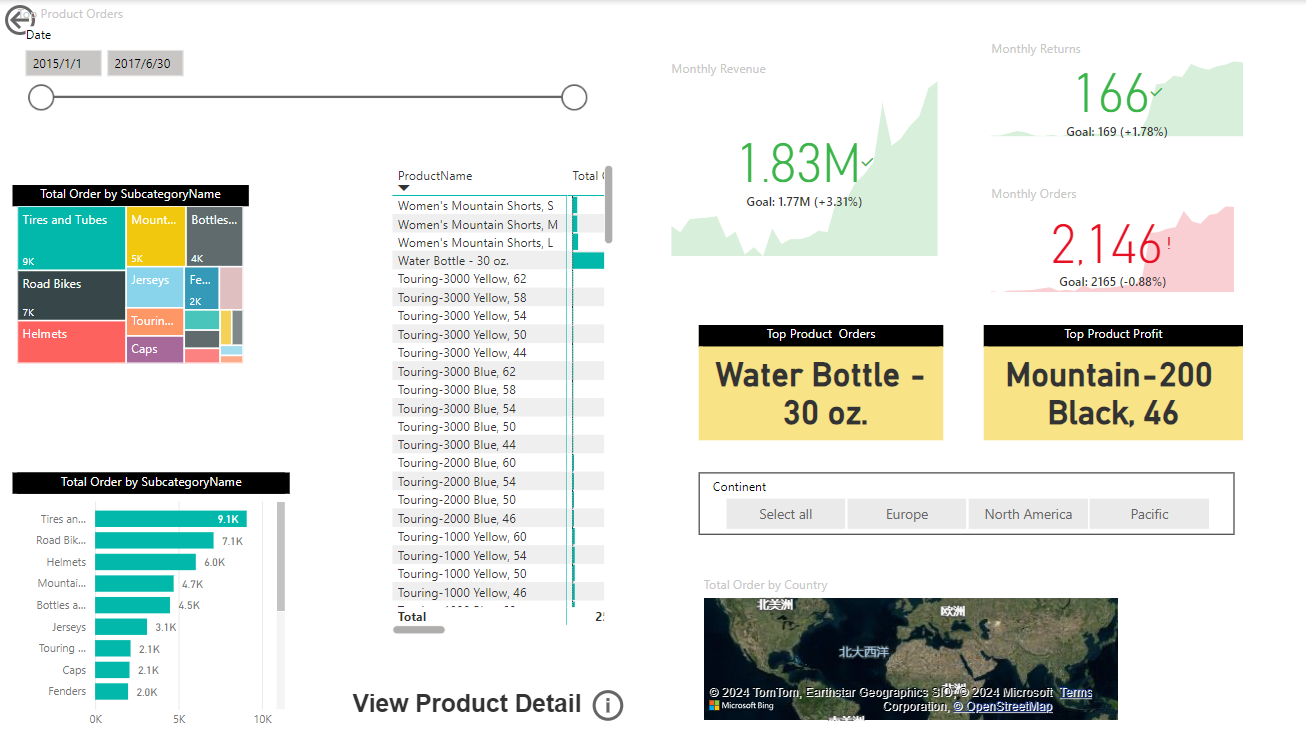 Top Product Orders
Date
2015/1/1
2017/6/30
Total Order by SubcategoryName
Tires and Tubes
9K
Mount...
5K
Bottles...
4K
Road Bikes
7K
Jerseys
Fe...
2K
Helmets
Tourin...
Caps
Total Order by SubcategoryName
Tires an... 9.1K
Road Bik... 7.1K
Helmets 6.0K
Mountai... 4.7K
Bottles a... 4.5K
Jerseys 3.1K
Touring ... 2.1K
Caps 2.1K
Fenders 2.0K
0K 5K 10K
ProductName Total
Women's Mountain Shorts, S
Women's Mountain Shorts, M
Women's Mountain Shorts, L
Water Bottle - 30 oz.
Touring-3000 Yellow, 62
Touring-3000 Yellow, 58
Touring-3000 Yellow, 54
Touring-3000 Yellow, 50
Touring-3000 Yellow, 44
Touring-3000 Blue, 62
Touring-3000 Blue, 58
Touring-3000 Blue, 54
Touring-3000 Blue, 50
Touring-3000 Blue, 44
Touring-2000 Blue, 60
Touring-2000 Blue, 54
Touring-2000 Blue, 50
Touring-2000 Blue, 46
Touring-1000 Yellow, 60
Touring-1000 Yellow, 54
Touring-1000 Yellow, 50
Touring-1000 Yellow, 46
Total
View Product Detail
Monthly Revenue
1.83M
Goal: 1.77M (+3.31%)
Monthly Returns
166
Goal: 169 (+1.78%)
Monthly Orders
2,146!
Goal: 2165 (-0.88%)
Top Product Orders
Water Bottle -
30 oz.
Top Product Profit
Mountain-200
Black, 46
Continent
Select all Europe North America Pacific
Total Order by Country
北美洲
欧洲
北大西洋
© 2024 TomTom, Earthstar Geographics SIO, © 2024 Microsoft Terms
Corporation, © OpenStreetMap
Microsoft Bing